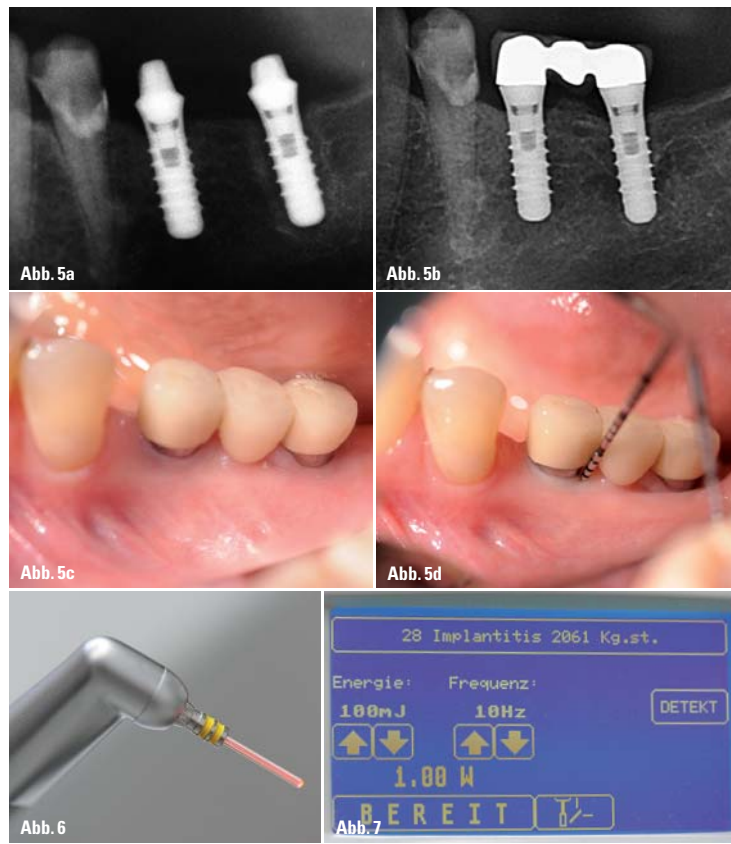 Abb. 5a
Abb. 5b
Abb. 5c
Abb. 5d
Abb. 6
28 Implantitis 2061 Kg.st.
Energie: Frequenz:
100mJ 10Hz DETEKT
1.00 W
BEREIT
Abb. 7